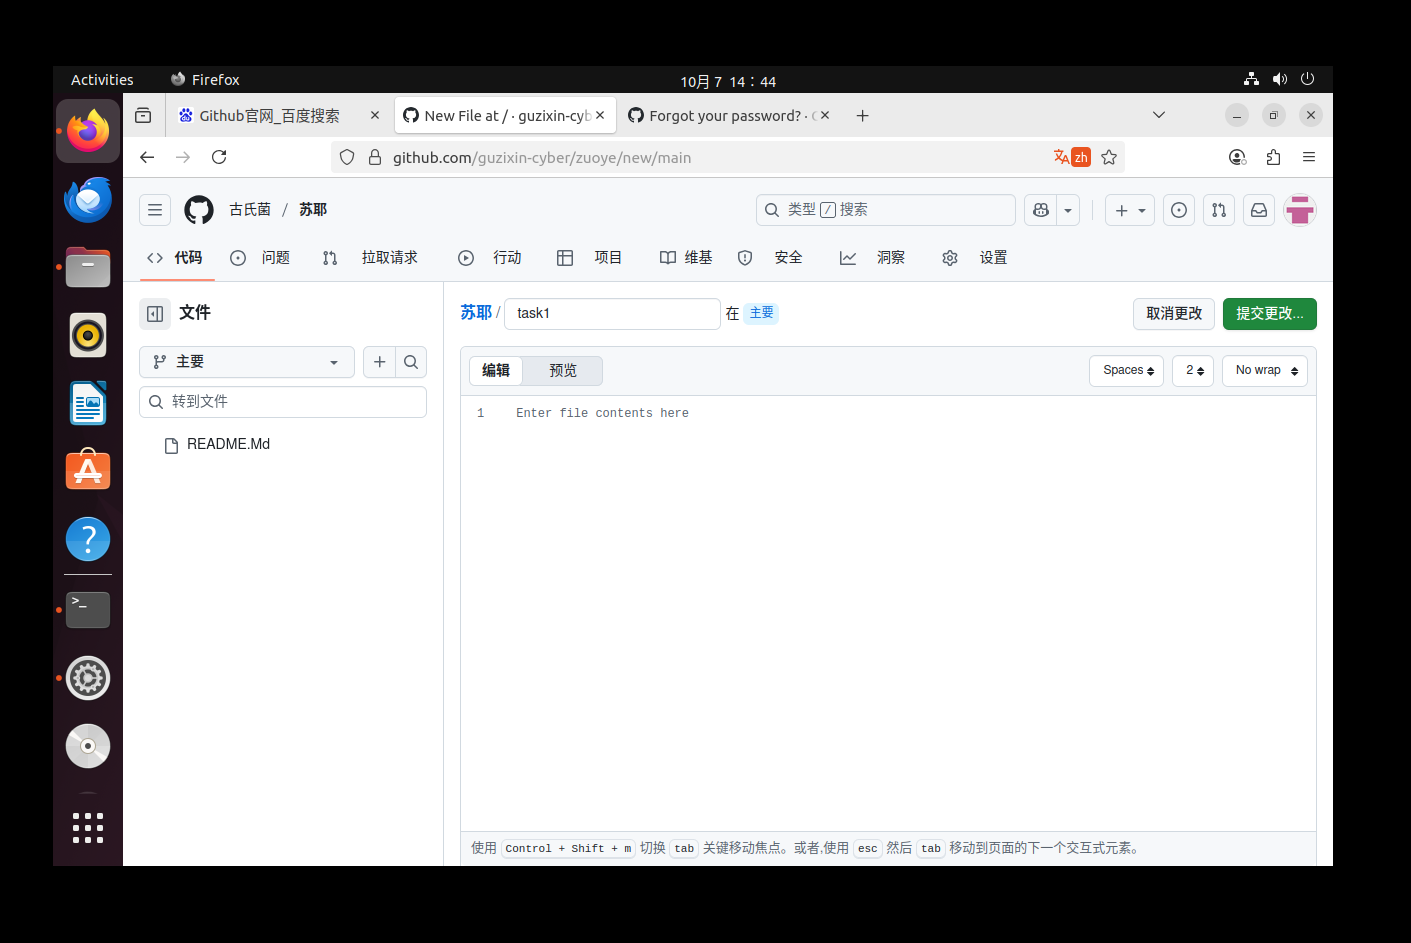 Activities Firefox 10月 7 14：44
Github官网_百度搜索 New File at / · guzixin-cyb Forgot your password? ·
github.com/guzixin-cyber/zuoye/new/main zh
古氏菌 / 苏耶 类型 / 搜索
代码 问题 拉取请求 行动 项目 维基 安全 洞察 设置
文件 苏耶 / task1 在 主要 取消更改 提交更改...
主要 编辑 预览 Spaces 2 No wrap
转到文件
1 Enter file contents here
README.Md
使用 Control + Shift + m 切换 tab 关键移动焦点。或者,使用 esc 然后 tab 移动到页面的下一个交互式元素。